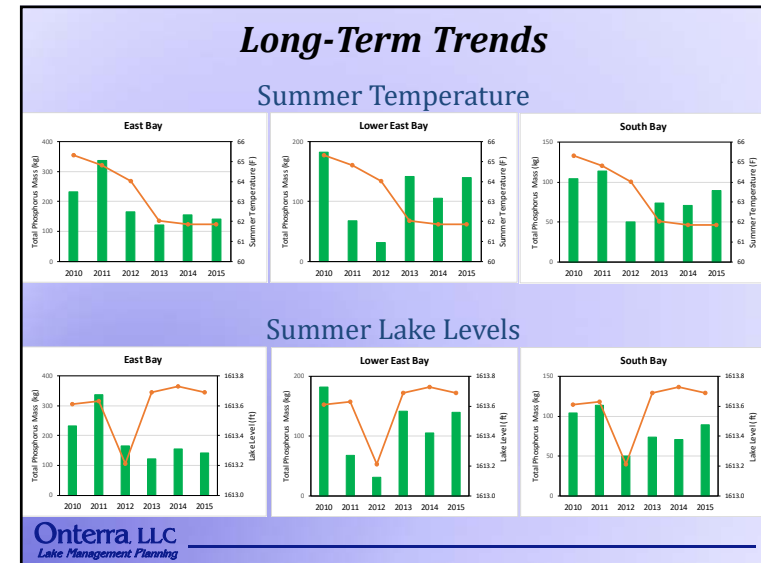 Long-Term Trends
Summer Temperature
East Bay
Total Phosphorus Mass (kg)
400
300
200
100
0
66
65
64
63
62
61
60
Summer Temperature (F)
2010 2011 2012 2013 2014 2015
Lower East Bay
Total Phosphorus Mass (kg)
200
100
0
66
65
64
63
62
61
60
Summer Temperature (F)
2010 2011 2012 2013 2014 2015
South Bay
Total Phosphorus Mass (kg)
150
100
50
0
66
65
64
63
62
61
60
Summer Temperature (F)
2010 2011 2012 2013 2014 2015
Summer Lake Levels
East Bay
Total Phosphorus Mass (kg)
400
300
200
100
0
1613.8
1613.6
1613.4
1613.2
1613.0
Lake Level (ft)
2010 2011 2012 2013 2014 2015
Lower East Bay
Total Phosphorus Mass (kg)
200
100
0
1613.8
1613.6
1613.4
1613.2
1613.0
Lake Level (ft)
2010 2011 2012 2013 2014 2015
South Bay
Total Phosphorus Mass (kg)
150
100
50
0
1613.8
1613.6
1613.4
1613.2
1613.0
Lake Level (ft)
2010 2011 2012 2013 2014 2015
Onterra, LLC
Lake Management Planning